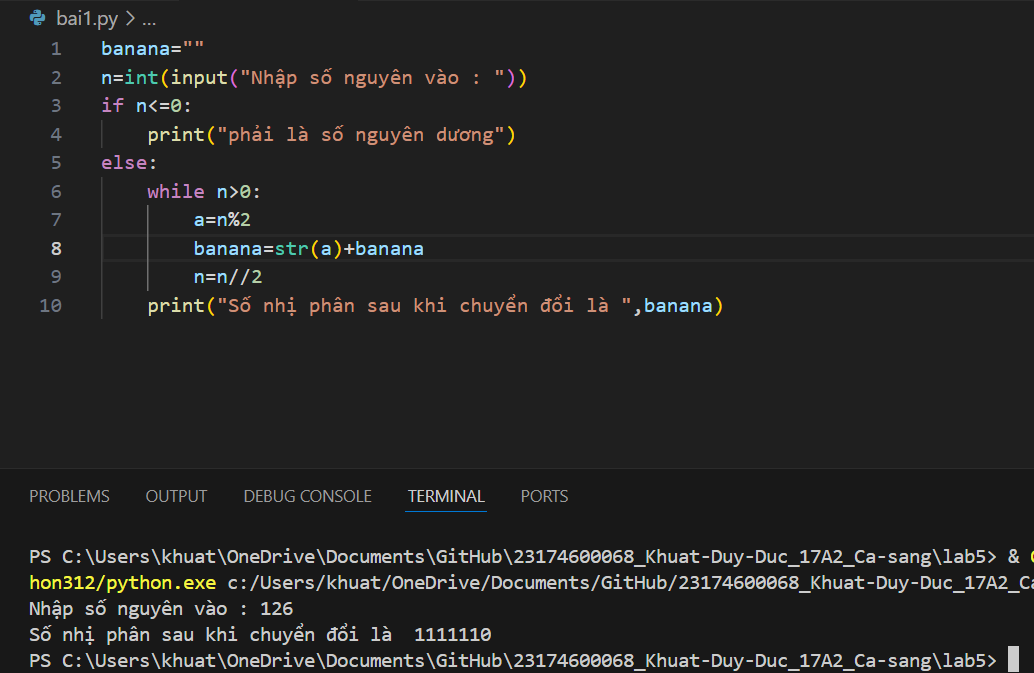 bai1.py > ...
1 banana=""
2 n=int(input("Nhập số nguyên vào : "))
3 if n<=0:
4     print("phải là số nguyên dương")
5 else:
6     while n>0:
7         a=n%2
8         banana=str(a)+banana
9         n=n//2
10     print("Số nhị phân sau khi chuyển đổi là ",banana)
PROBLEMS OUTPUT DEBUG CONSOLE TERMINAL PORTS
PS C:\Users\khuat\OneDrive\Documents\GitHub\23174600068_Khuat-Duy-Duc_17A2_Ca-sang\lab5> &
hon312/python.exe c:/Users/khuat/OneDrive/Documents/GitHub/23174600068_Khuat-Duy-Duc_17A2_Ca
Nhập số nguyên vào : 126
Số nhị phân sau khi chuyển đổi là  1111110
PS C:\Users\khuat\OneDrive\Documents\GitHub\23174600068_Khuat-Duy-Duc_17A2_Ca-sang\lab5>